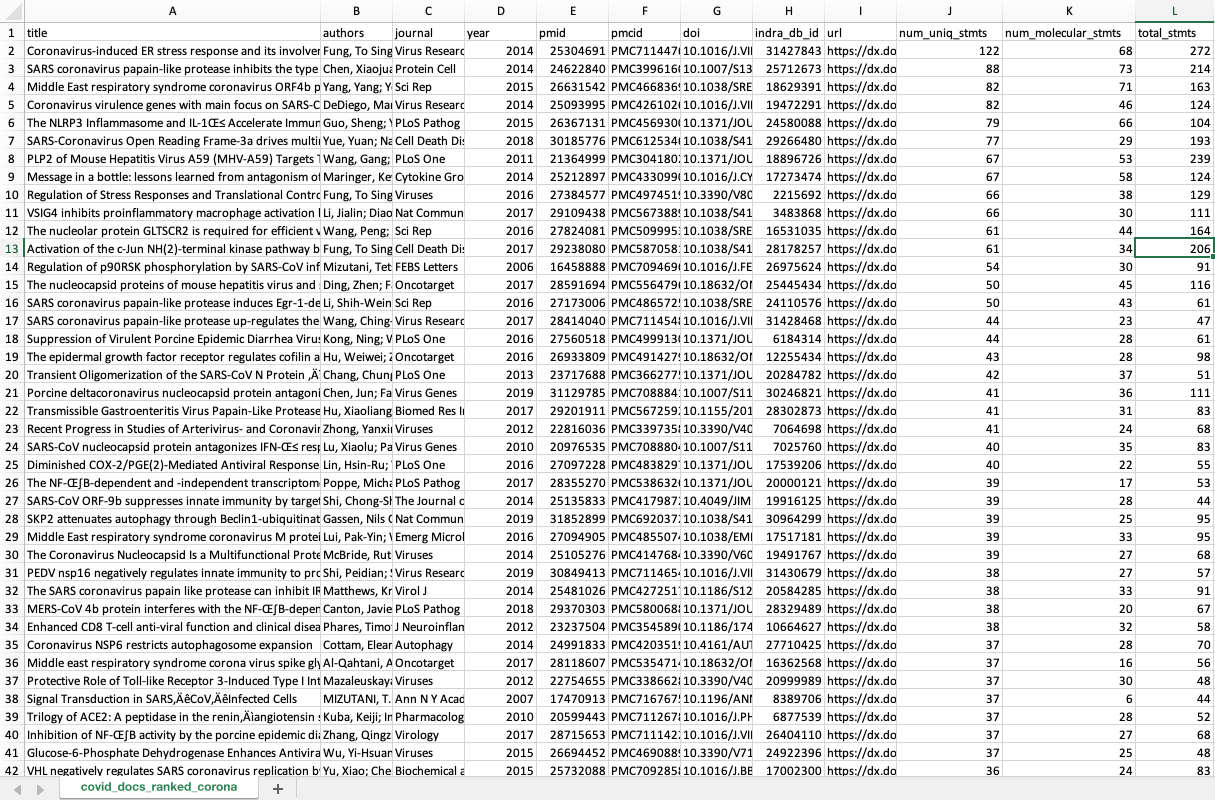 A B C D E F G H I J K L
1 title authors journal year pmid pmcid doi indra_db_id url num_uniq_stmts num_molecular_stmts total_stmts
2 Coronavirus-induced ER stress response and its involver Fung, To Sing Virus Researc 2014 25304691 PMC7114476 10.1016/J.VII 31427843 https://dx.do 122 68 272
3 SARS coronavirus papain-like protease inhibits the type Chen, Xiaojua Protein Cell 2014 24622840 PMC3996160 10.1007/S13 25712673 https://dx.do 88 73 214
4 Middle East respiratory syndrome coronavirus ORF4b p Yang, Yang; Y Sci Rep 2015 26631542 PMC466836 10.1038/SRE 18629391 https://dx.do 82 71 163
5 Coronavirus virulence genes with main focus on SARS-C DeDiego, Mar Virus Researc 2014 25093995 PMC426102 10.1016/J.VII 19472291 https://dx.do 82 46 124
6 The NLRP3 Inflammasome and IL-1Œ≤ Accelerate Immun Guo, Sheng; Y PLoS Pathog 2015 26367131 PMC456930 10.1371/JOU 24580088 https://dx.do 79 66 104
7 SARS-Coronavirus Open Reading Frame-3a drives multi Yue, Yuan; Na Cell Death Dis 2018 30185776 PMC612534 10.1038/S41 29266480 https://dx.do 77 29 193
8 PLP2 of Mouse Hepatitis Virus A59 (MHV-A59) Targets T Wang, Gang; PLoS One 2011 21364999 PMC304180 10.1371/JOU 18896726 https://dx.do 67 53 239
9 Message in a bottle: lessons learned from antagonism of Maringer, Ke Cytokine Gro 2014 25212897 PMC433099 10.1016/J.CY 17273474 https://dx.do 67 58 124
10 Regulation of Stress Responses and Translational Contro Fung, To Sing Viruses 2016 27384577 PMC497451 10.3390/V80 2215692 https://dx.do 66 38 129
11 VSIG4 inhibits proinflammatory macrophage activation Li, Jialin; Diao Nat Commun 2017 29109438 PMC567388 10.1038/S41 3483868 https://dx.do 66 30 111
12 The nucleolar protein GLTSCR2 is required for efficient v Wang, Peng; Sci Rep 2016 27824081 PMC509995 10.1038/SRE 16531035 https://dx.do 61 44 164
13 Activation of the c-Jun NH(2)-terminal kinase pathway b Fung, To Sing Cell Death Dis 2017 29238080 PMC587058 10.1038/S41 28178257 https://dx.do 61 34 206
14 Regulation of p90RSK phosphorylation by SARS-CoV inf Mizutani, Tet FEBS Letters 2006 16458888 PMC709469 10.1016/J.FE 26975624 https://dx.do 54 30 91
15 The nucleocapsid proteins of mouse hepatitis virus and Ding, Zhen; F Oncotarget 2017 28591694 PMC556479 10.18632/ON 25445434 https://dx.do 50 45 116
16 SARS coronavirus papain-like protease induces Egr-1-de Li, Shih-Wein Sci Rep 2016 27173006 PMC486572 10.1038/SRE 24110576 https://dx.do 50 43 61
17 SARS coronavirus papain-like protease up-regulates the Wang, Ching- Virus Researc 2017 28414040 PMC711454 10.1016/J.VII 31428468 https://dx.do 44 23 47
18 Suppression of Virulent Porcine Epidemic Diarrhea Virus Kong, Ning; W PLoS One 2016 27560518 PMC499913 10.1371/JOU 6184314 https://dx.do 44 28 61
19 The epidermal growth factor receptor regulates cofilin a Hu, Weiwei; Z Oncotarget 2016 26933809 PMC491427 10.18632/ON 12255434 https://dx.do 43 28 98
20 Transient Oligomerization of the SARS-CoV N Protein ‚Ä Chang, Chung PLoS One 2013 23717688 PMC366277 10.1371/JOU 20284782 https://dx.do 42 37 51
21 Porcine deltacoronavirus nucleocapsid protein antagoni Chen, Jun; Fa Virus Genes 2019 31129785 PMC708884 10.1007/S11 30246821 https://dx.do 41 36 111
22 Transmissible Gastroenteritis Virus Papain-Like Protease Hu, Xiaoliang Biomed Res In 2017 29201911 PMC567259 10.1155/201 28302873 https://dx.do 41 31 83
23 Recent Progress in Studies of Arterivirus- and Coronavir Zhong, Yanxi Viruses 2012 22816036 PMC339735 10.3390/V40 7064698 https://dx.do 41 24 68
24 SARS-CoV nucleocapsid protein antagonizes IFN-Œ≤ resp Lu, Xiaolu; Pa Virus Genes 2010 20976535 PMC708880 10.1007/S11 7025760 https://dx.do 40 35 83
25 Diminished COX-2/PGE(2)-Mediated Antiviral Response Lin, Hsin-Ru; PLoS One 2016 27097228 PMC483829 10.1371/JOU 17539206 https://dx.do 40 22 55
26 The NF-Œ∫B-dependent and -independent transcriptom Poppe, Micha PLoS Pathog 2017 28355270 PMC538632 10.1371/JOU 20000121 https://dx.do 39 17 53
27 SARS-CoV ORF-9b suppresses innate immunity by target Shi, Chong-Sh The Journal o 2014 25135833 PMC417987 10.4049/JIM 19916125 https://dx.do 39 28 44
28 SKP2 attenuates autophagy through Beclin1-ubiquitinat Gassen, Nils C Nat Commun 2019 31852899 PMC692037 10.1038/S41 30964299 https://dx.do 39 25 95
29 Middle East respiratory syndrome coronavirus M protei Lui, Pak-Yin; W Emerg Microl 2016 27094905 PMC485507 10.1038/EMI 17517181 https://dx.do 39 33 95
30 The Coronavirus Nucleocapsid Is a Multifunctional Prote McBride, Rut Viruses 2014 25105276 PMC414768 10.3390/V60 19491767 https://dx.do 39 27 68
31 PEDV nsp16 negatively regulates innate immunity to pro Shi, Peidian; S Virus Researc 2019 30849413 PMC711465 10.1016/J.VII 31430679 https://dx.do 38 27 57
32 The SARS coronavirus papain like protease can inhibit IR Matthews, Kr Virol J 2014 25481026 PMC427251 10.1186/S12 20584285 https://dx.do 38 33 91
33 MERS-CoV 4b protein interferes with the NF-Œ∫B-depen Canton, Javie PLoS Pathog 2018 29370303 PMC580068 10.1371/JOU 28329489 https://dx.do 38 20 67
34 Enhanced CD8 T-cell anti-viral function and clinical disea Phares, Timo J Neuroinflam 2012 23237504 PMC354589 10.1186/174 10664627 https://dx.do 38 32 58
35 Coronavirus NSP6 restricts autophagosome expansion Cottam, Elean Autophagy 2014 24991833 PMC420351 10.4161/AUT 27710425 https://dx.do 37 28 70
36 Middle east respiratory syndrome corona virus spike gly Al-Qahtani, A Oncotarget 2017 28118607 PMC535471 10.18632/ON 16362568 https://dx.do 37 16 56
37 Protective Role of Toll-like Receptor 3-Induced Type I Int Mazaleuskaya Viruses 2012 22754655 PMC338662 10.3390/V40 20999989 https://dx.do 37 30 48
38 Signal Transduction in SARS‚ÄêCoV‚ÄêInfected Cells MIZUTANI, T. Ann N Y Acad 2007 17470913 PMC716767 10.1196/ANN 8389706 https://dx.do 37 6 44
39 Trilogy of ACE2: A peptidase in the renin‚Äìangiotensin s Kuba, Keiji; In Pharmacolog 2010 20599443 PMC711267 10.1016/J.PH 6877539 https://dx.do 37 28 52
40 Inhibition of NF-Œ∫B activity by the porcine epidemic dia Zhang, Qingz Virology 2017 28715653 PMC711142 10.1016/J.VI 26404110 https://dx.do 37 27 68
41 Glucose-6-Phosphate Dehydrogenase Enhances Antivira Wu, Yi-Hsuan Viruses 2015 26694452 PMC469088 10.3390/V71 24922396 https://dx.do 37 25 48
42 VHL negatively regulates SARS coronavirus replication b Yu, Xiao; Che Biochemical a 2015 25732088 PMC709285 10.1016/J.BE 17002300 https://dx.do 36 24 83
covid_docs_ranked_corona +